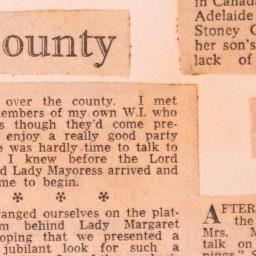 ounty
over the county. I met
embers of my own W.I. who
s though they'd come pre-
enjoy a really good party
e was hardly time to talk to
I knew before the Lord
d Lady Mayoress arrived and
me to begin.
* * *
ranged ourselves on the plat-
m behind Lady Margaret
oping that we presented a
jubilant look for such a
in Canada
Adelaide
Stoney C
her son's
lack of
AFTER
the
Mrs. M
talk on